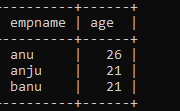 empname | age |
anu | 26 |
anju | 21 |
banu | 21 |